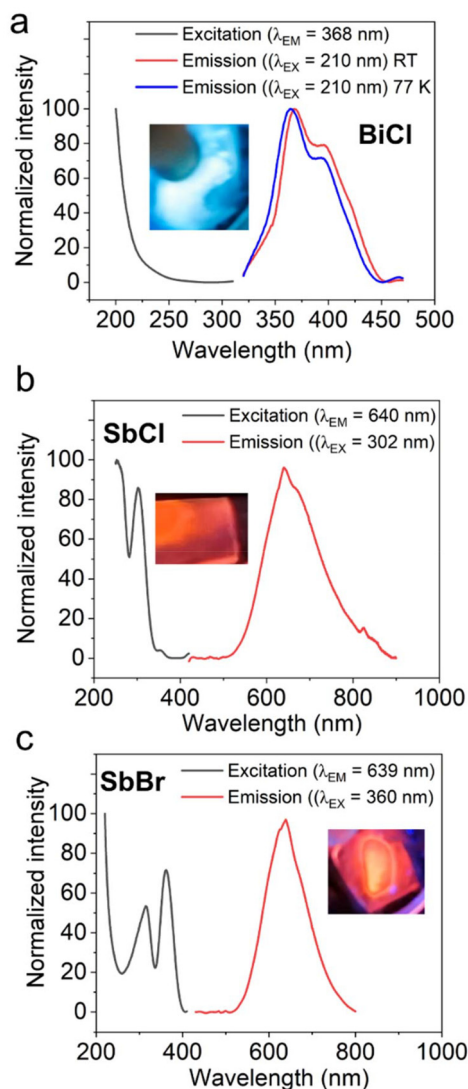 a
Excitation (λEM = 368 nm)
Emission ((λEX = 210 nm) RT
Emission ((λEX = 210 nm) 77 K
BiCl
Normalized intensity
100
80
60
40
20
0
200 250 300 350 400 450 500
Wavelength (nm)
b
Excitation (λEM = 640 nm)
Emission ((λEX = 302 nm)
SbCl
Normalized intensity
100
80
60
40
20
0
200 400 600 800 1000
Wavelength (nm)
c
Excitation (λEM = 639 nm)
Emission ((λEX = 360 nm)
SbBr
Normalized intensity
100
80
60
40
20
0
200 400 600 800 1000
Wavelength (nm)